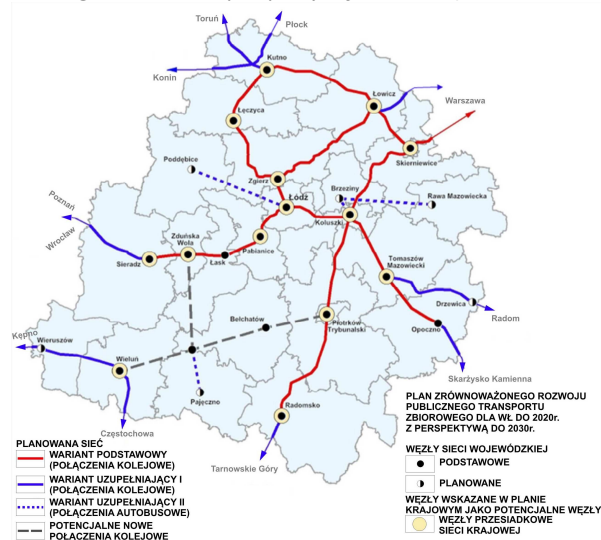 Toruń
Płock
Kutno
Konin
Łowicz
Warszawa
Łęczyca
Skierniewice
Poddębice
Zgierz
Brzeziny
Łódź
Rawa Mazowiecka
Poznań
Koluszki
Wrocław
Zduńska
Wola
Pabianice
Sieradz
Łask
Tomaszów
Mazowiecki
Drzewica
Radom
Bełchatów
Piotrków
Trybunalski
Opoczno
Kępno
Wieruszów
Wieluń
Skarżysko Kamienna
Pajęczno
Radomsko
Częstochowa
Tarnowskie Góry
PLANOWANA SIEĆ
WARIANT PODSTAWOWY
(POŁĄCZENIA KOLEJOWE)
WARIANT UZUPEŁNIAJĄCY I
(POŁĄCZENIA KOLEJOWE)
WARIANT UZUPEŁNIAJĄCY II
(POŁĄCZENIA AUTOBUSOWE)
POTENCJALNE NOWE
POŁACZENIA KOLEJOWE
PLAN ZRÓWNOWAŻONEGO ROZWOJU
PUBLICZNEGO TRANSPORTU
ZBIOROWEGO DLA WŁ DO 2020r.
Z PERSPEKTYWĄ DO 2030r.
WĘZŁY SIECI WOJEWÓDZKIEJ
PODSTAWOWE
PLANOWANE
WĘZŁY WSKAZANE W PLANIE
KRAJOWYM JAKO POTENCJALNE WĘZŁY
WĘZŁY PRZESIADKOWE
SIECI KRAJOWEJ